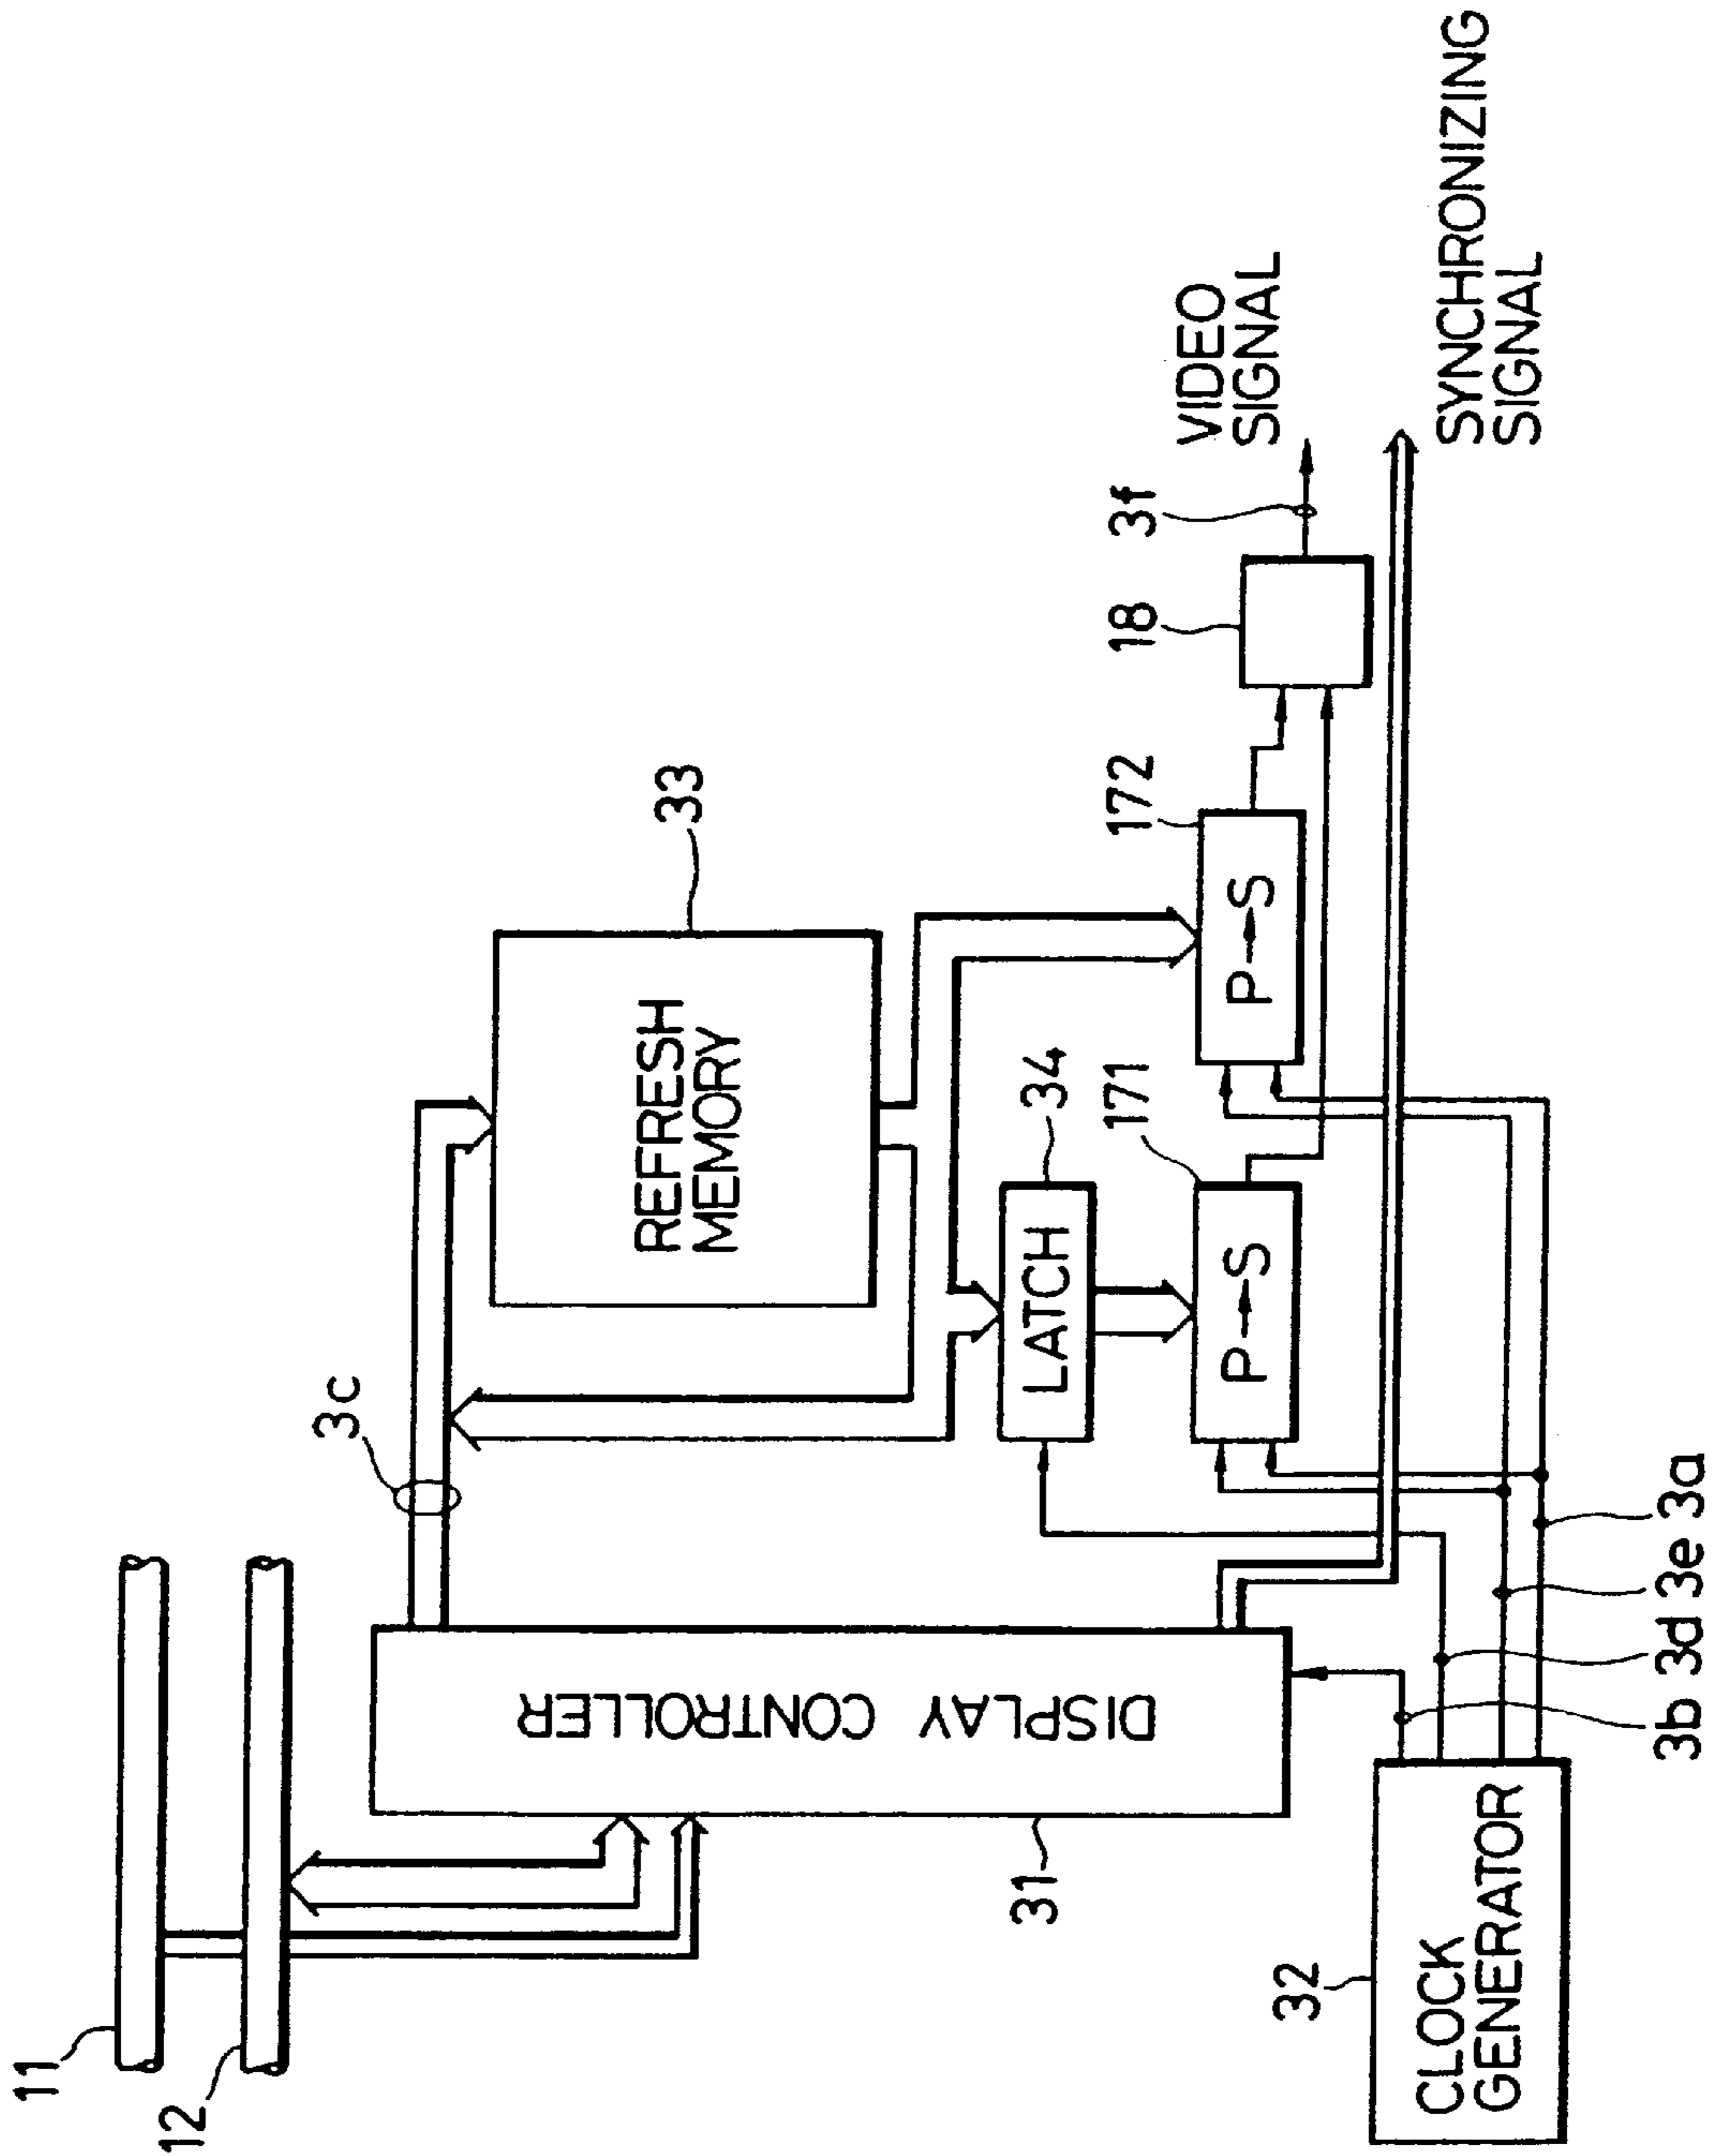 11
12
3c
REFRESH
MEMORY
33
DISPLAY CONTROLLER
31
LATCH
34
P→S
171
P→S
172
18
3f
VIDEO
SIGNAL
SYNCHRONIZING
SIGNAL
32
CLOCK
GENERATOR
3b
3d
3e
3a